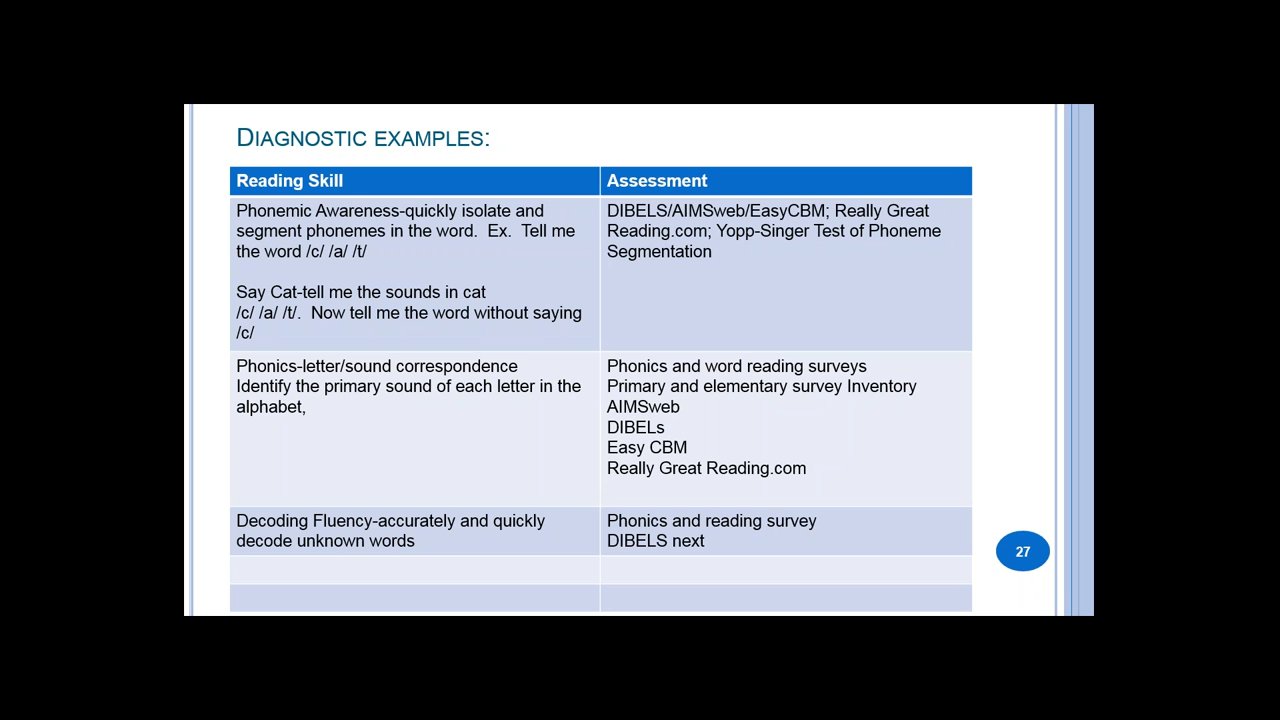 DIAGNOSTIC EXAMPLES:
Reading Skill
Assessment
Phonemic Awareness-quickly isolate and
segment phonemes in the word.  Ex.  Tell me
the word /c/ /a/ /t/
Say Cat-tell me the sounds in cat
/c/ /a/ /t/.  Now tell me the word without saying
/c/
DIBELS/AIMSweb/EasyCBM; Really Great
Reading.com; Yopp-Singer Test of Phoneme
Segmentation
Phonics-letter/sound correspondence
Identify the primary sound of each letter in the
alphabet,
Phonics and word reading surveys
Primary and elementary survey Inventory
AIMSweb
DIBELs
Easy CBM
Really Great Reading.com
Decoding Fluency-accurately and quickly
decode unknown words
Phonics and reading survey
DIBELS next
27